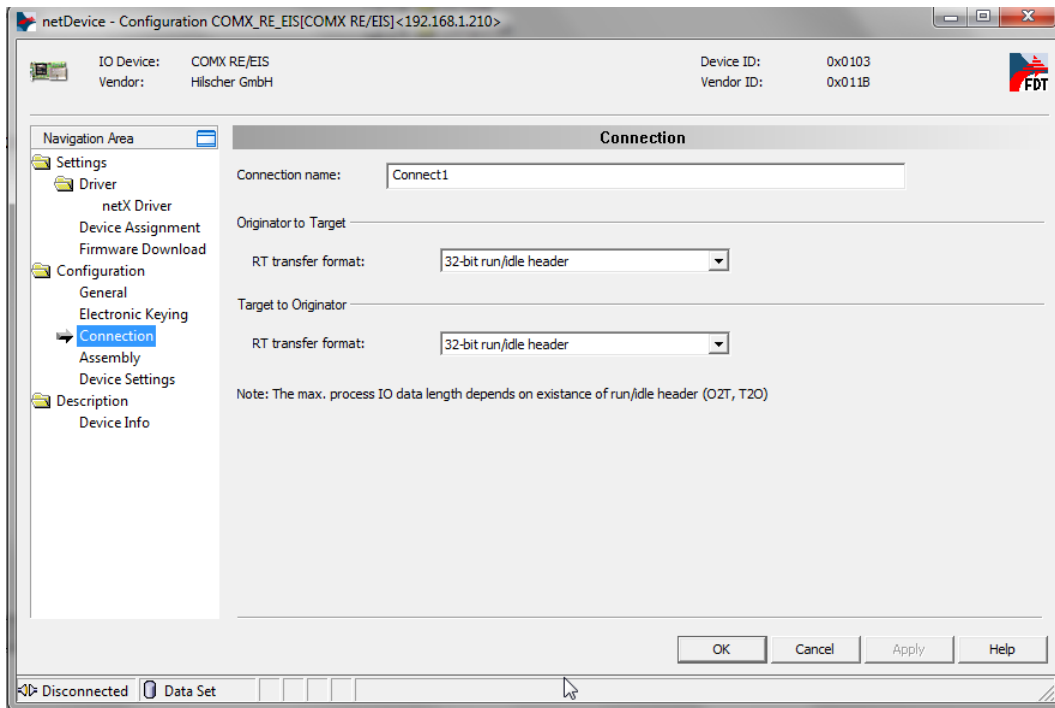 netDevice - Configuration COMX_RE_EIS[COMX RE/EIS]<192.168.1.210>
IO Device: COMX RE/EIS Device ID: 0x0103
Vendor: Hilscher GmbH Vendor ID: 0x011B
FDT
Navigation Area
Settings
Driver
netX Driver
Device Assignment
Firmware Download
Configuration
General
Electronic Keying
Connection
Assembly
Device Settings
Description
Device Info
Connection
Connection name: Connect1
Originator to Target
RT transfer format: 32-bit run/idle header
Target to Originator
RT transfer format: 32-bit run/idle header
Note: The max. process IO data length depends on existance of run/idle header (O2T, T2O)
OK Cancel Apply Help
Disconnected Data Set